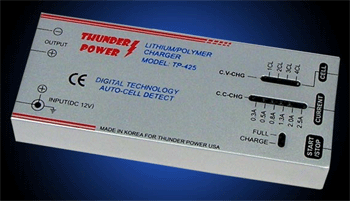 THUNDER
POWER
LITHIUM/POLYMER
CHARGER
MODEL: TP-425
OUTPUT
CE
DIGITAL TECHNOLOGY
AUTO-CELL DETECT
INPUT(DC 12V)
MADE IN KOREA FOR THUNDER POWER USA
1CL
2CL
3CL
4CL
C.V-CHG
CELL
C.C-CHG
0.3A
0.5A
0.8A
1.3A
2.0A
2.5A
CURRENT
FULL
CHARGE
START
/STOP